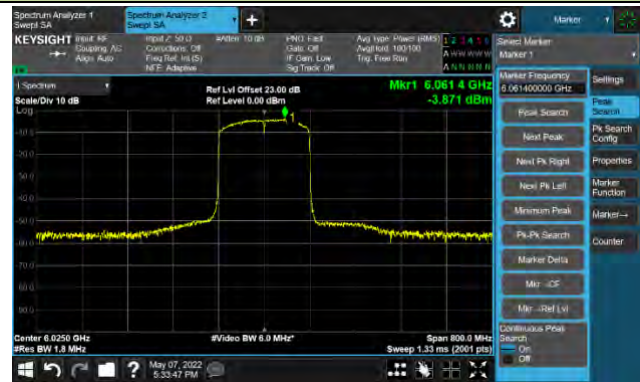 Spectrum Analyzer 1
Swept SA
Spectrum Analyzer 2
Swept SA
+
Marker
KEYSIGHT
Input: RF
Coupling: AC
Align: Auto
Input Z: 50 Ω
Corrections: Off
Freq Ref: Int (S)
NFE: Adaptive
#Atten: 10 dB
PNO: Fast
Gate: Off
IF Gain: Low
Sig Track: Off
Avg Type: Power (RMS)
Avg|Hold: 100/100
Trig: Free Run
1 2 3 4 5 6
A W W W W W
A N N N N N
Select Marker
Marker 1
1 Spectrum
Scale/Div 10 dB
Log
Ref Lvl Offset 23.00 dB
Ref Level 0.00 dBm
Mkr1 6.061 4 GHz
-3.871 dBm
1
Marker Frequency
6.061400000 GHz
Peak Search
Next Peak
Next Pk Right
Next Pk Left
Minimum Peak
Pk-Pk Search
Marker Delta
Mkr→CF
Mkr→Ref Lvl
Continuous Peak
Search
On
Off
Settings
Peak
Search
Pk Search
Config
Properties
Marker
Function
Marker→
Counter
Center 6.0250 GHz
#Res BW 1.8 MHz
#Video BW 6.0 MHz*
Span 800.0 MHz
Sweep 1.33 ms (2001 pts)
May 07, 2022
5:33:47 PM